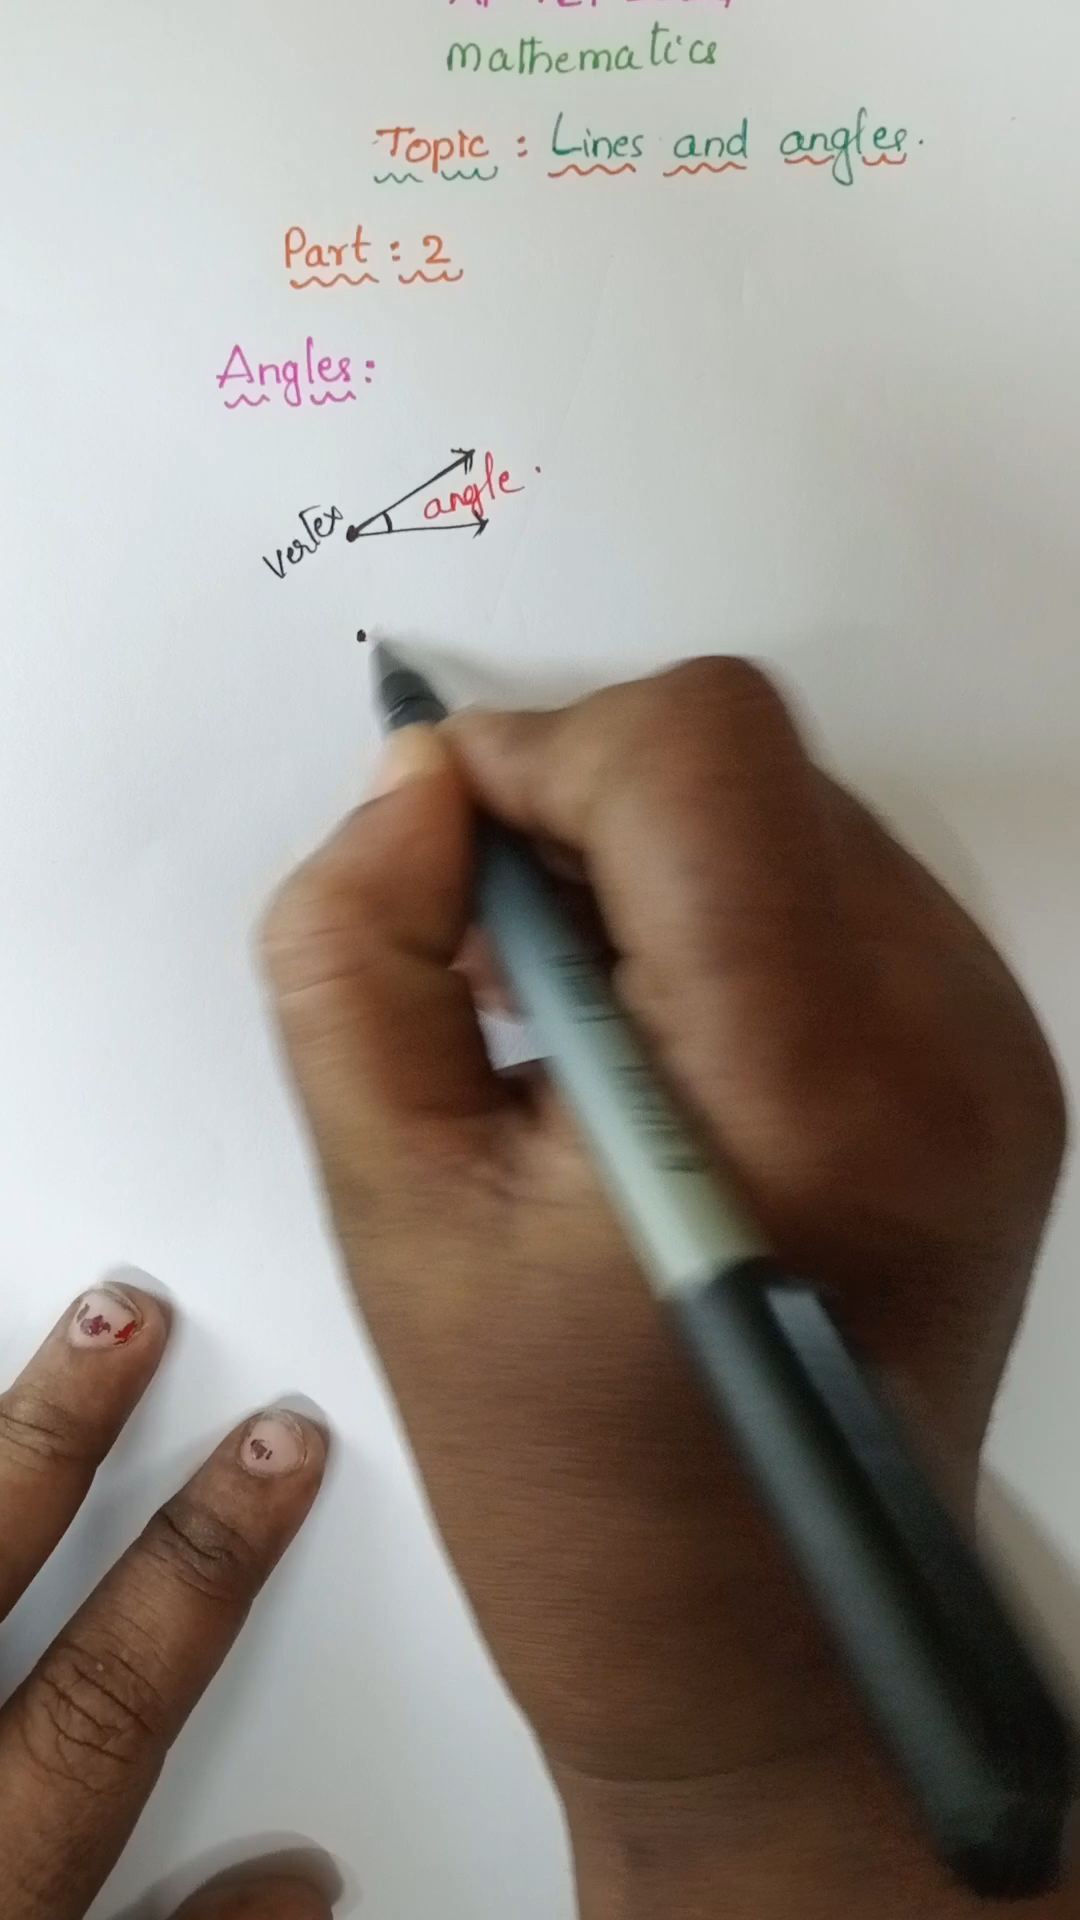 mathematics
Topic : Lines and angles.
Part : 2
Angles :
angle.
vertex